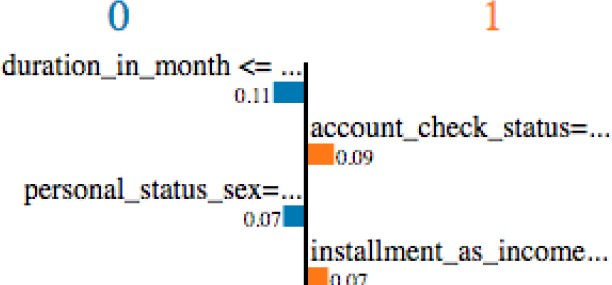 0 1
duration_in_month <= ...
0.11
account_check_status=...
0.09
personal_status_sex=...
0.07
installment_as_income...
0.07